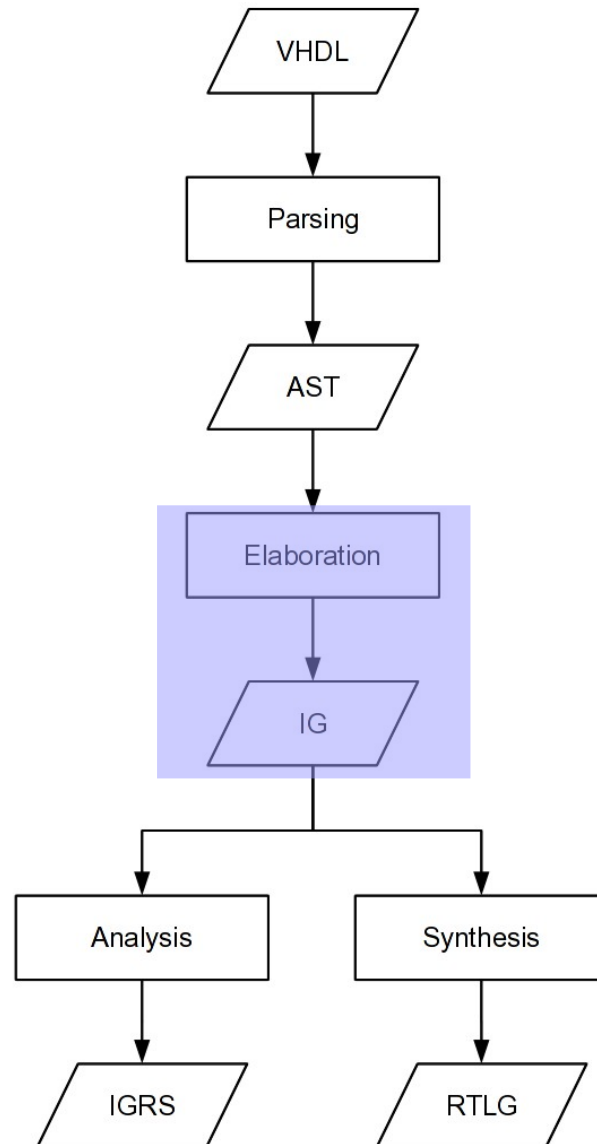 VHDL
Parsing
AST
Elaboration
IG
Analysis
Synthesis
IGRS
RTLG